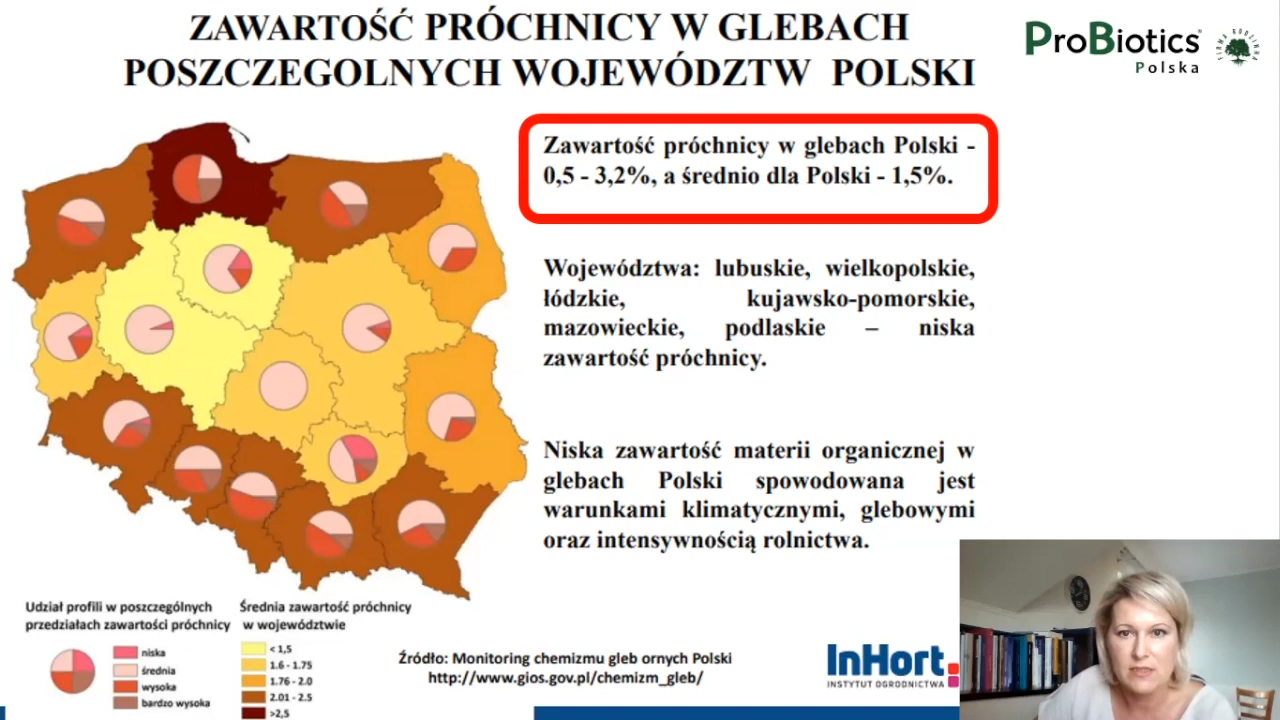 ZAWARTOŚĆ PRÓCHNICY W GLEBACH
POSZCZEGOLNYCH WOJEWÓDZTW POLSKI
ProBiotics
Polska
Zawartość próchnicy w glebach Polski -
0,5 - 3,2%, a średnio dla Polski - 1,5%.
Województwa: lubuskie, wielkopolskie,
łódzkie, kujawsko-pomorskie,
mazowieckie, podlaskie – niska
zawartość próchnicy.
Niska zawartość materii organicznej w
glebach Polski spowodowana jest
warunkami klimatycznymi, glebowymi
oraz intensywnością rolnictwa.
Udział profili w poszczególnych
przedziałach zawartości próchnicy
niska
średnia
wysoka
bardzo wysoka
Średnia zawartość próchnicy
w województwie
< 1,5
1.6 - 1.75
1.76 - 2.0
2.01 - 2.5
>2,5
Źródło: Monitoring chemizmu gleb ornych Polski
http://www.gios.gov.pl/chemizm_gleb/
InHort
INSTYTUT OGRODNICTWA